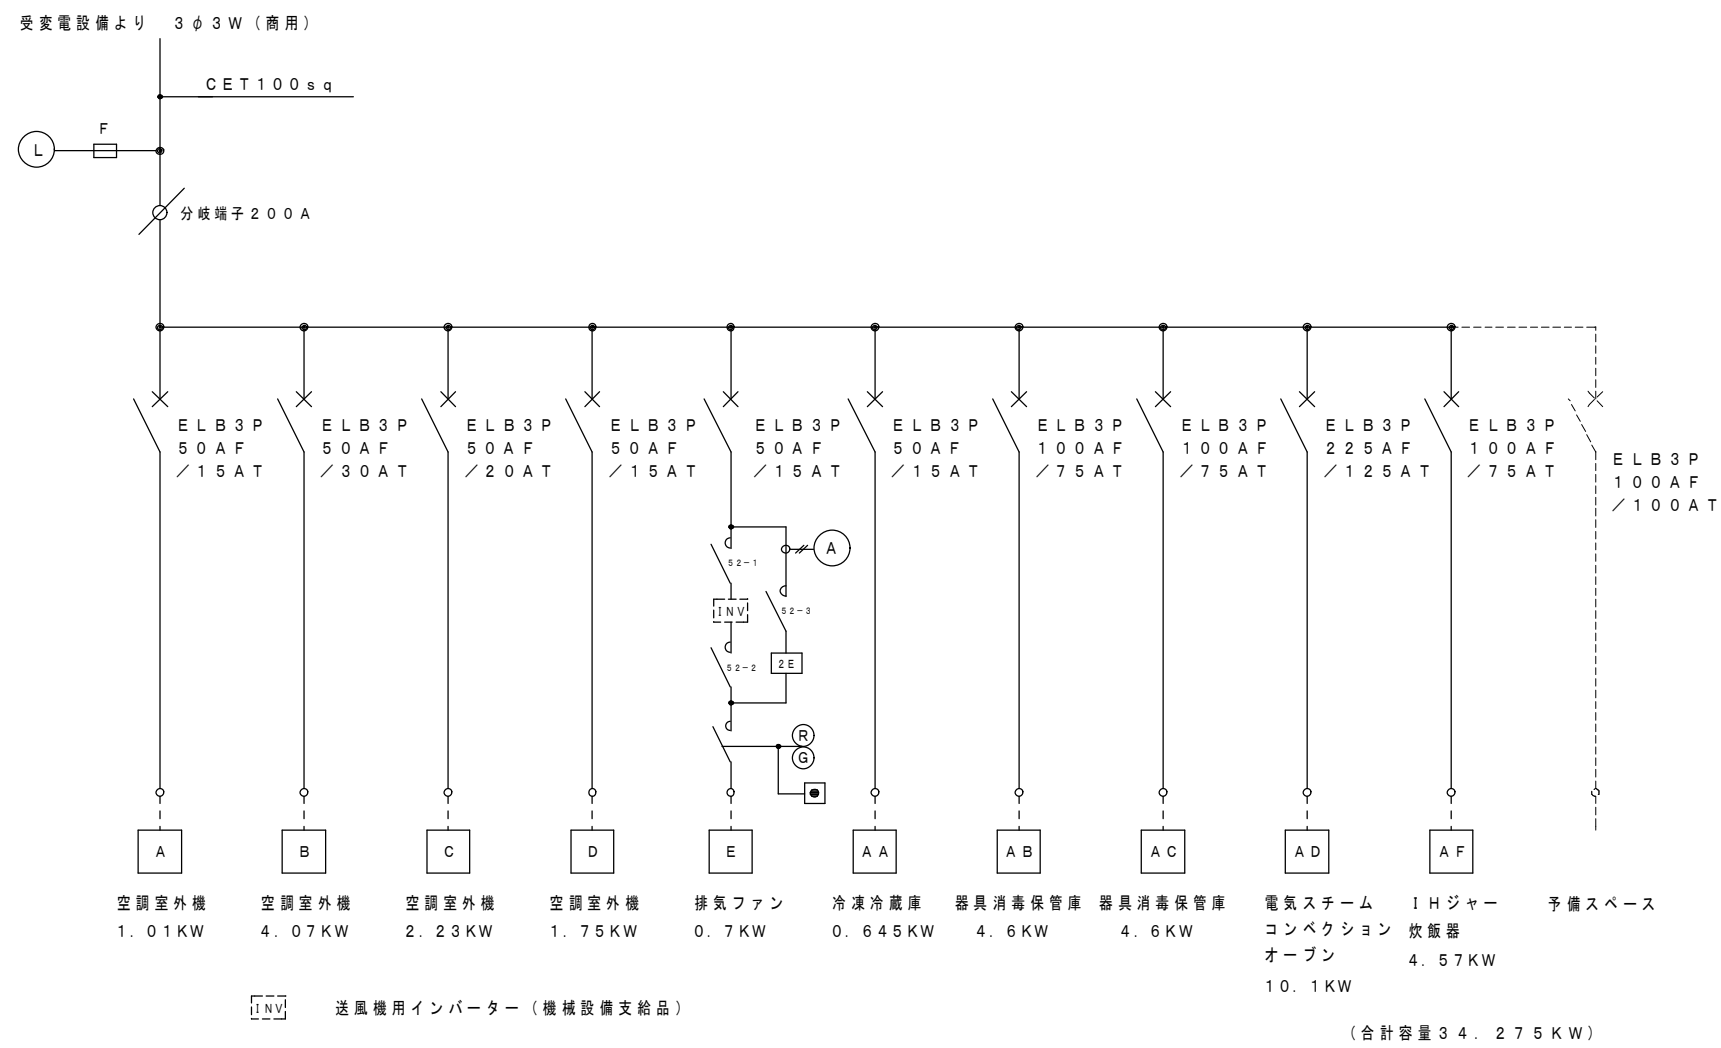 受変電設備より　3φ3W（商用）
CET100sq
F
L
分岐端子200A
ELB3P
50AF
/15AT
ELB3P
50AF
/30AT
ELB3P
50AF
/20AT
ELB3P
50AF
/15AT
ELB3P
50AF
/15AT
ELB3P
50AF
/15AT
ELB3P
100AF
/75AT
ELB3P
100AF
/75AT
ELB3P
225AF
/125AT
ELB3P
100AF
/75AT
ELB3P
100AF
/100AT
A
52-1
INV
52-3
52-2
2E
R
G
A
空調室外機
1.01KW
B
空調室外機
4.07KW
C
空調室外機
2.23KW
D
空調室外機
1.75KW
E
排気ファン
0.7KW
AA
冷凍冷蔵庫
0.645KW
AB
器具消毒保管庫
4.6KW
AC
器具消毒保管庫
4.6KW
AD
電気スチーム
コンベクション
オーブン
10.1KW
AF
IHジャー
炊飯器
4.57KW
予備スペース
INV　送風機用インバーター（機械設備支給品）
（合計容量34.275KW）